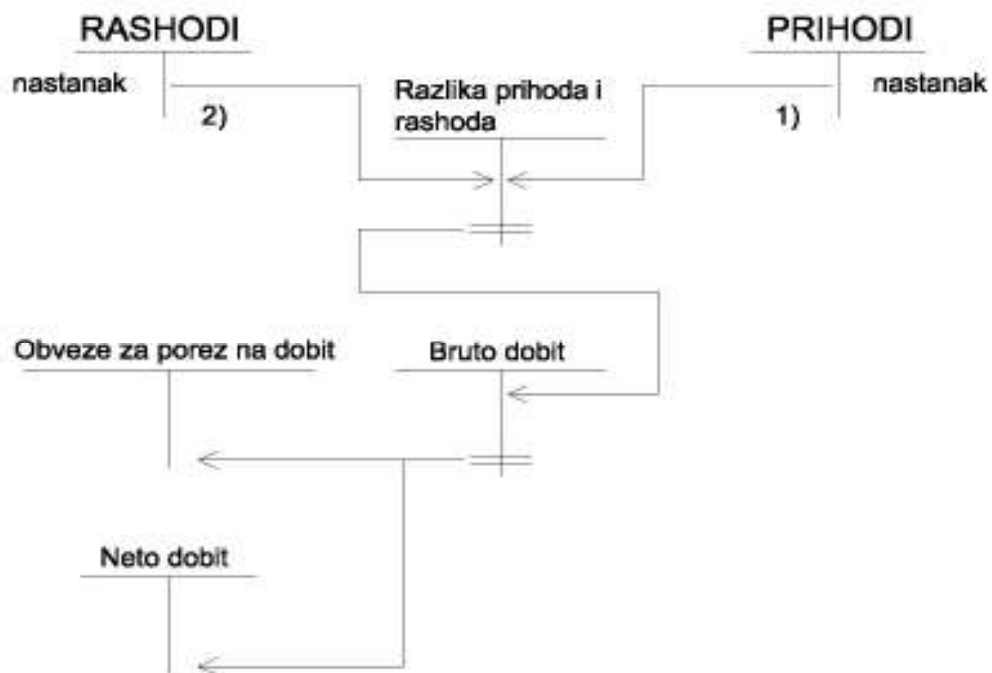 RASHODI
PRIHODI
nastanak
nastanak
2)
Razlika prihoda i
rashoda
1)
Obveze za porez na dobit
Bruto dobit
Neto dobit